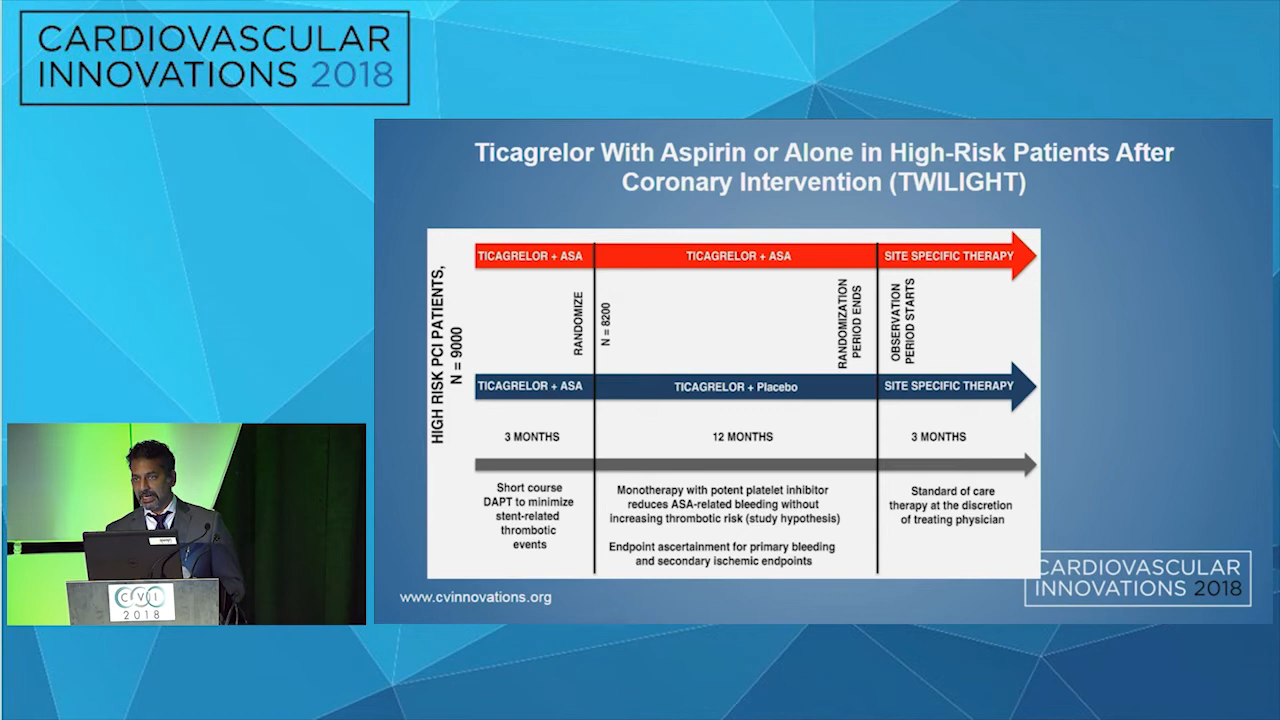 CARDIOVASCULAR
INNOVATIONS 2018
Ticagrelor With Aspirin or Alone in High-Risk Patients After
Coronary Intervention (TWILIGHT)
HIGH RISK PCI PATIENTS,
N = 9000
TICAGRELOR + ASA
TICAGRELOR + ASA
SITE SPECIFIC THERAPY
RANDOMIZE
N = 8200
RANDOMIZATION
PERIOD ENDS
OBSERVATION
PERIOD STARTS
TICAGRELOR + ASA
TICAGRELOR + Placebo
SITE SPECIFIC THERAPY
3 MONTHS
12 MONTHS
3 MONTHS
Short course
DAPT to minimize
stent-related
thrombotic
events
Monotherapy with potent platelet inhibitor
reduces ASA-related bleeding without
increasing thrombotic risk (study hypothesis)
Endpoint ascertainment for primary bleeding
and secondary ischemic endpoints
Standard of care
therapy at the discretion
of treating physician
www.cvinnovations.org
CARDIOVASCULAR
INNOVATIONS 2018
CVI
2018